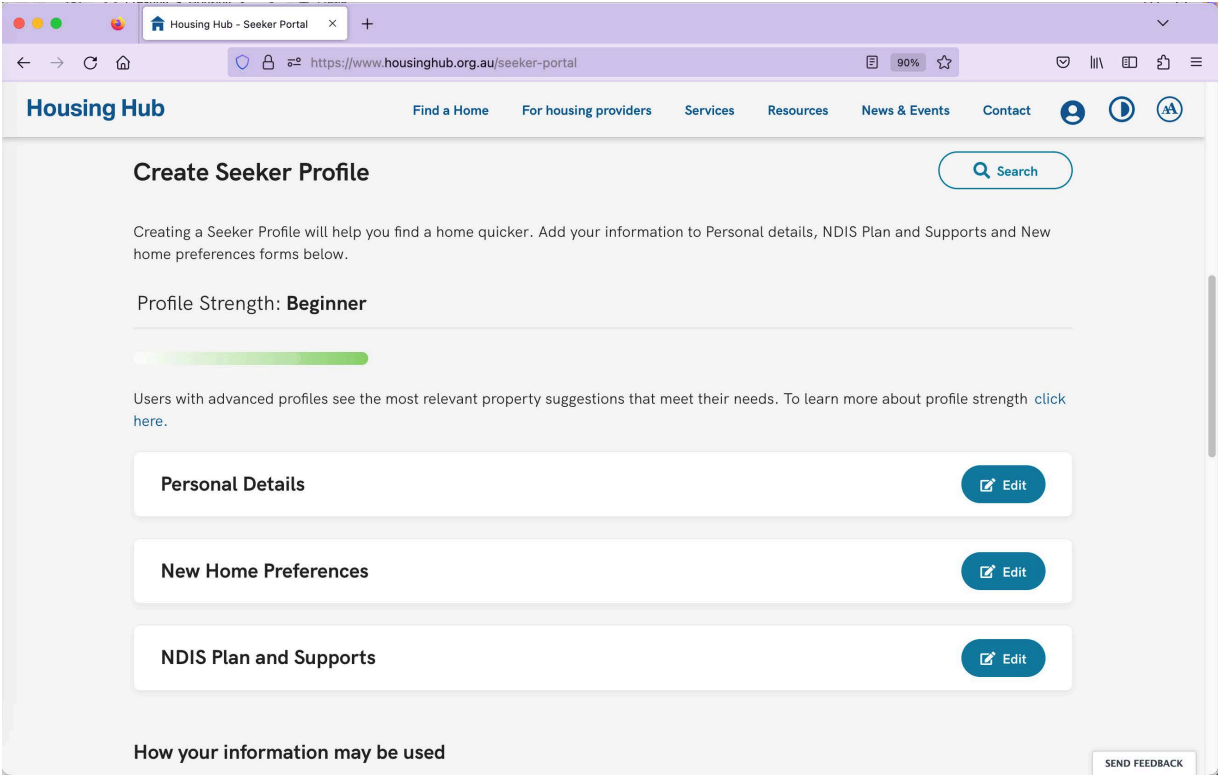 Housing Hub - Seeker Portal
https://www.housinghub.org.au/seeker-portal
90%
Housing Hub
Find a Home
For housing providers
Services
Resources
News & Events
Contact
AA
Create Seeker Profile
Search
Creating a Seeker Profile will help you find a home quicker. Add your information to Personal details, NDIS Plan and Supports and New
home preferences forms below.
Profile Strength: Beginner
Users with advanced profiles see the most relevant property suggestions that meet their needs. To learn more about profile strength click
here.
Personal Details
Edit
New Home Preferences
Edit
NDIS Plan and Supports
Edit
How your information may be used
SEND FEEDBACK